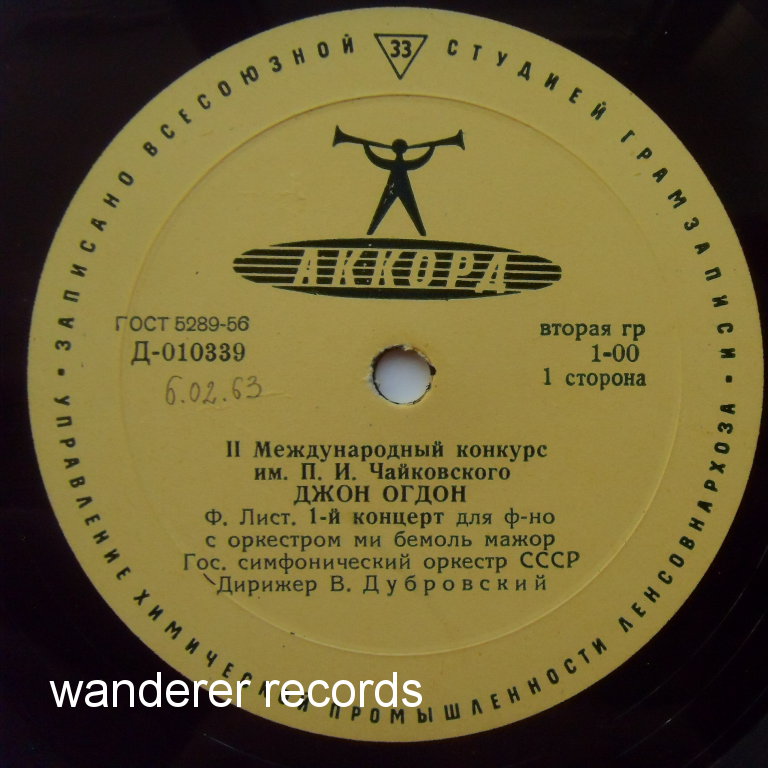 ЗАПИСАНО ВСЕСОЮЗНОЙ 33 СТУДИЕЙ ГРАМЗАПИСИ
АККОРД
ГОСТ 5289-56
Д-010339
6.02.63
вторая гр
1-00
1 сторона
II Международный конкурс
им. П. И. Чайковского
ДЖОН ОГДОН
Ф. Лист. 1-й концерт для ф-но
с оркестром ми бемоль мажор
Гос. симфонический оркестр СССР
Дирижер В. Дубровский
УПРАВЛЕНИЕ ХИМИЧЕСКОЙ ПРОМЫШЛЕННОСТИ ЛЕНСОВНАРХОЗА
wanderer records